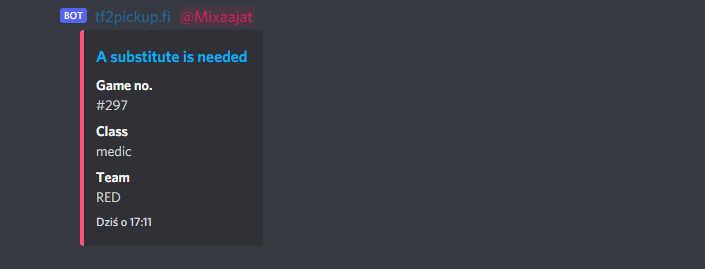 BOT tf2pickup.fi @Mixaajat
A substitute is needed
Game no.
#297
Class
medic
Team
RED
Dziś o 17:11